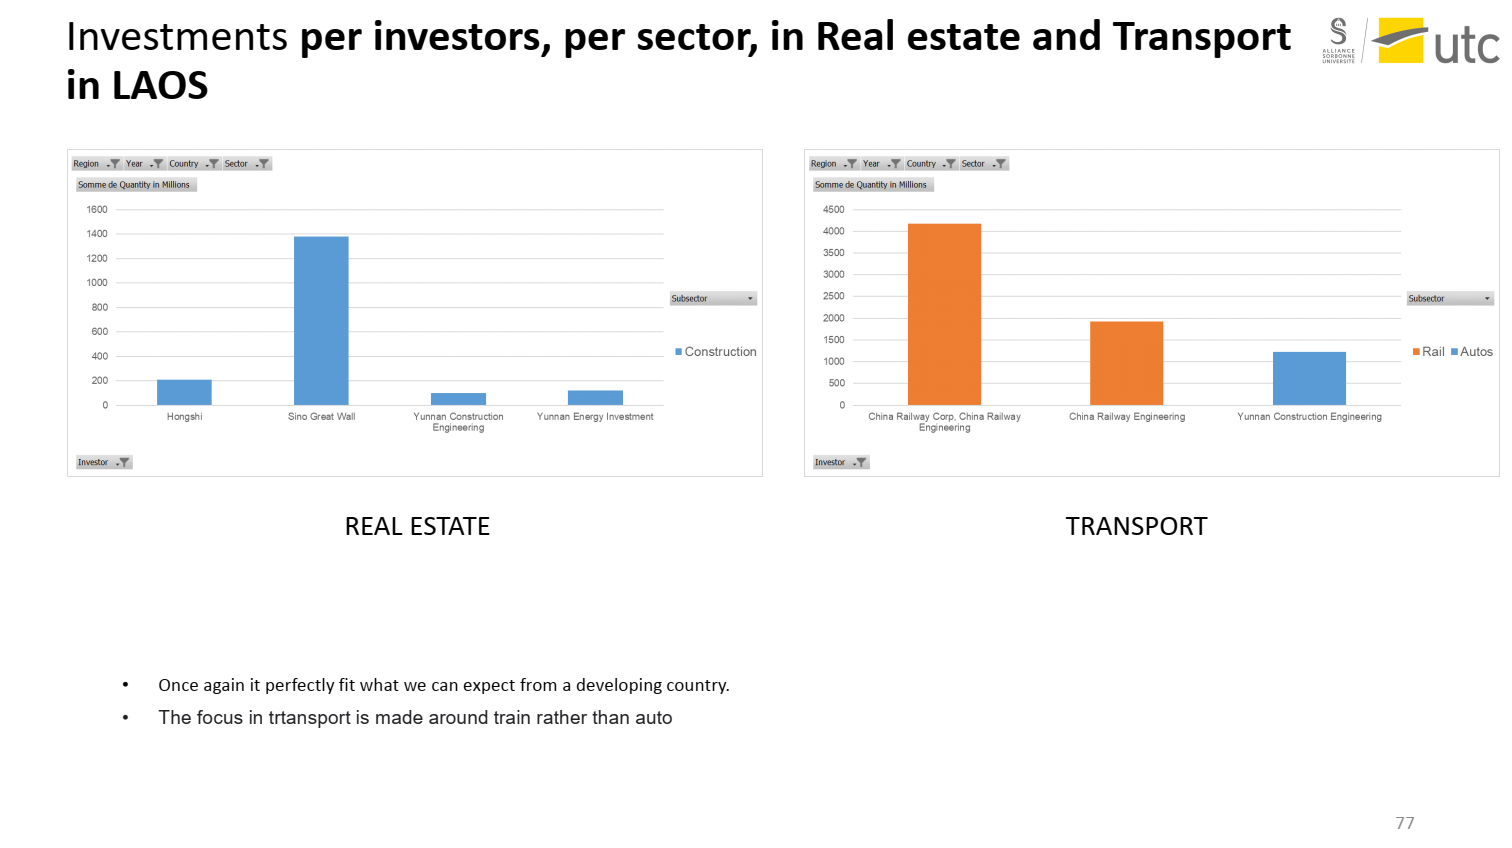 Investments per investors, per sector, in Real estate and Transport
in LAOS
ALLIANCE
SORBONNE
UNIVERSITÉ
utc
Region Year Country Sector
Somme de Quantity in Millions
1600
1400
1200
1000
800
600
400
200
0
Hongshi
Sino Great Wall
Yunnan Construction
Engineering
Yunnan Energy Investment
Subsector
Construction
Investor
REAL ESTATE
Region Year Country Sector
Somme de Quantity in Millions
4500
4000
3500
3000
2500
2000
1500
1000
500
0
China Railway Corp, China Railway
Engineering
China Railway Engineering
Yunnan Construction Engineering
Subsector
Rail Autos
Investor
TRANSPORT
• Once again it perfectly fit what we can expect from a developing country.
• The focus in trtansport is made around train rather than auto
77